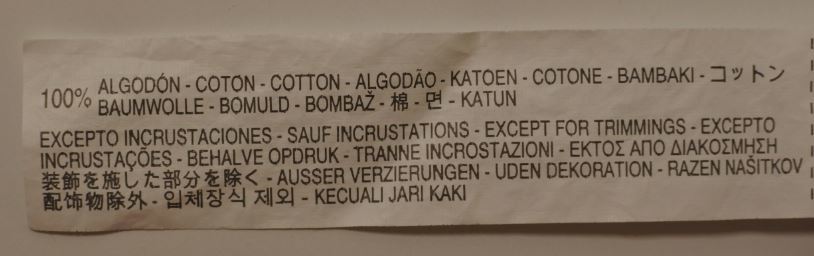 100% ALGODÓN - COTON - COTTON - ALGODÃO - KATOEN - COTONE - BAMBAKI - コットン
BAUMWOLLE - BOMULD - BOMBAŽ - 棉 - 면 - KATUN
EXCEPTO INCRUSTACIONES - SAUF INCRUSTATIONS - EXCEPT FOR TRIMMINGS - EXCEPTO
INCRUSTAÇÕES - BEHALVE OPDRUK - TRANNE INCROSTAZIONI - ΕΚΤΟΣ ΑΠΟ ΔΙΑΚΟΣΜΗΣΗ
装飾を施した部分を除く - AUSSER VERZIERUNGEN - UDEN DEKORATION - RAZEN NAŠITKOV
配饰物除外 - 입체장식 제외 - KECUALI JARI KAKI